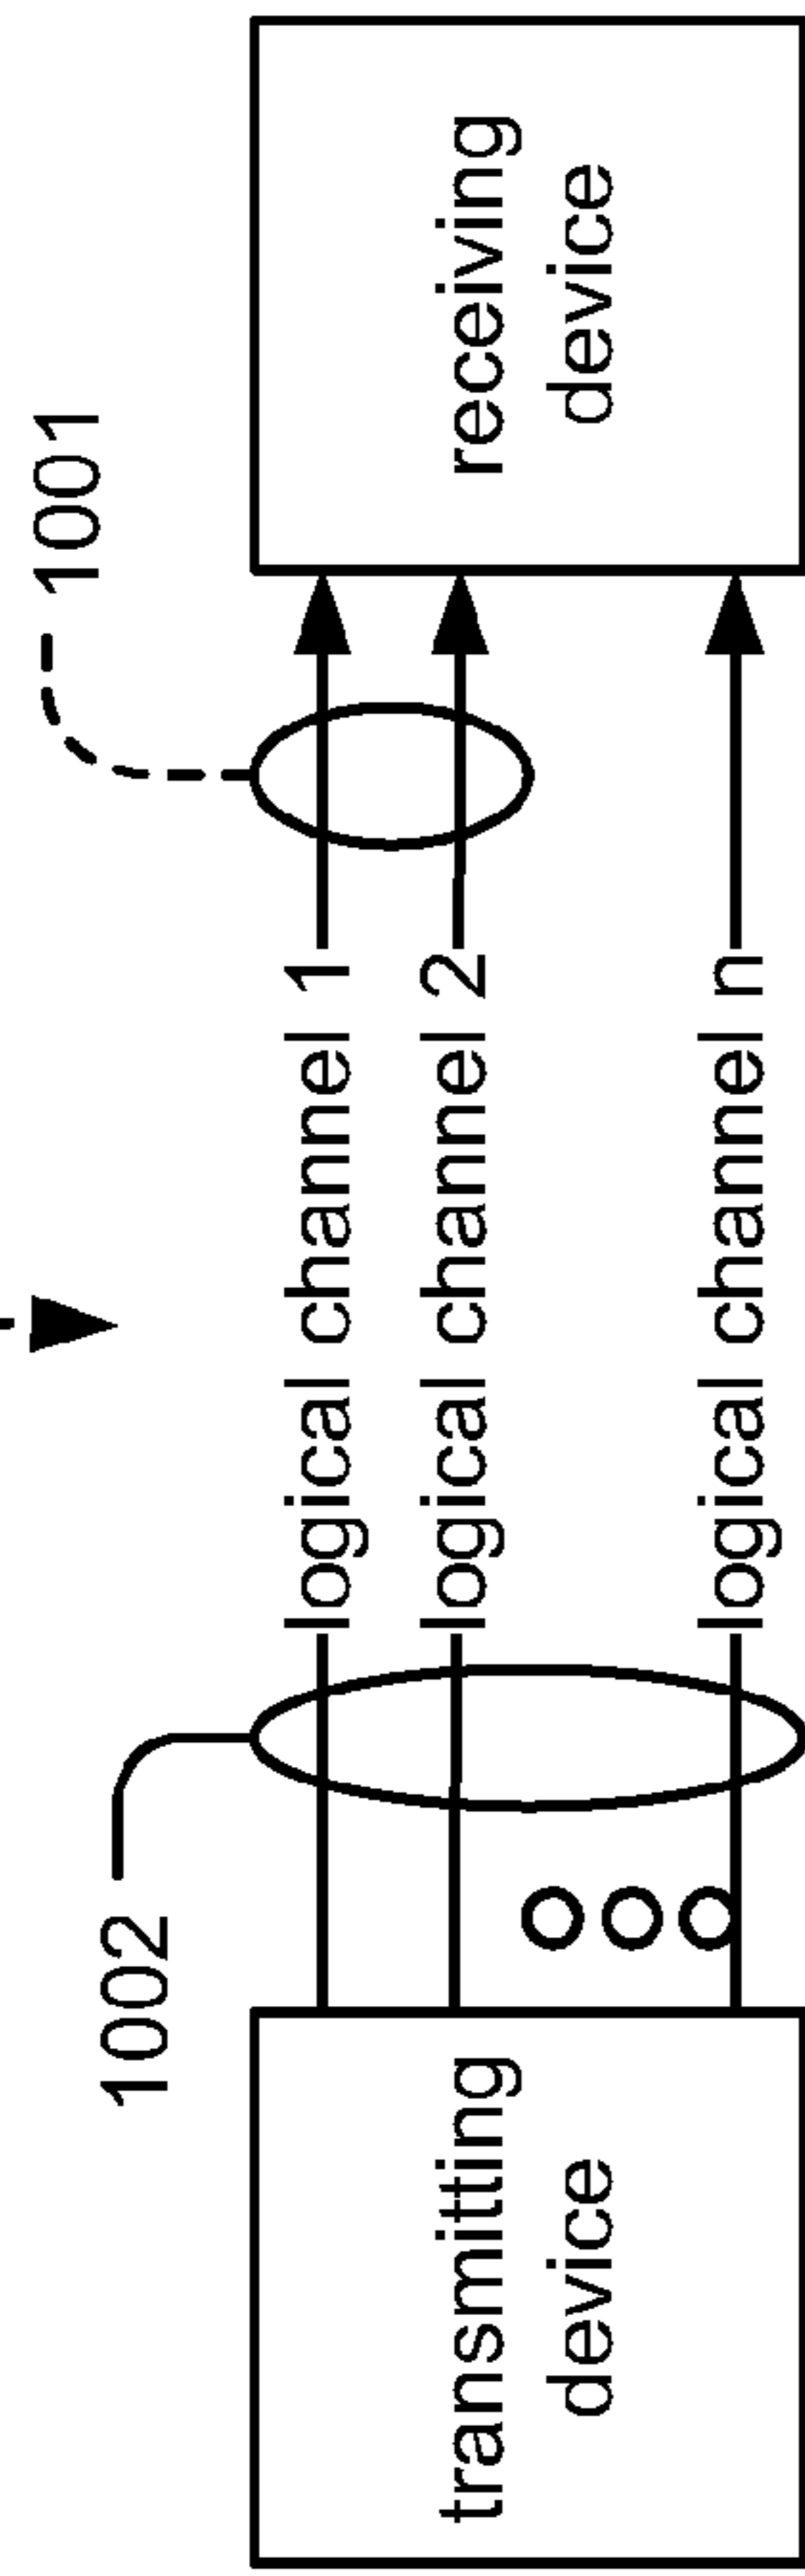 1001
1002
transmitting
device
logical channel 1
logical channel 2
logical channel n
receiving
device